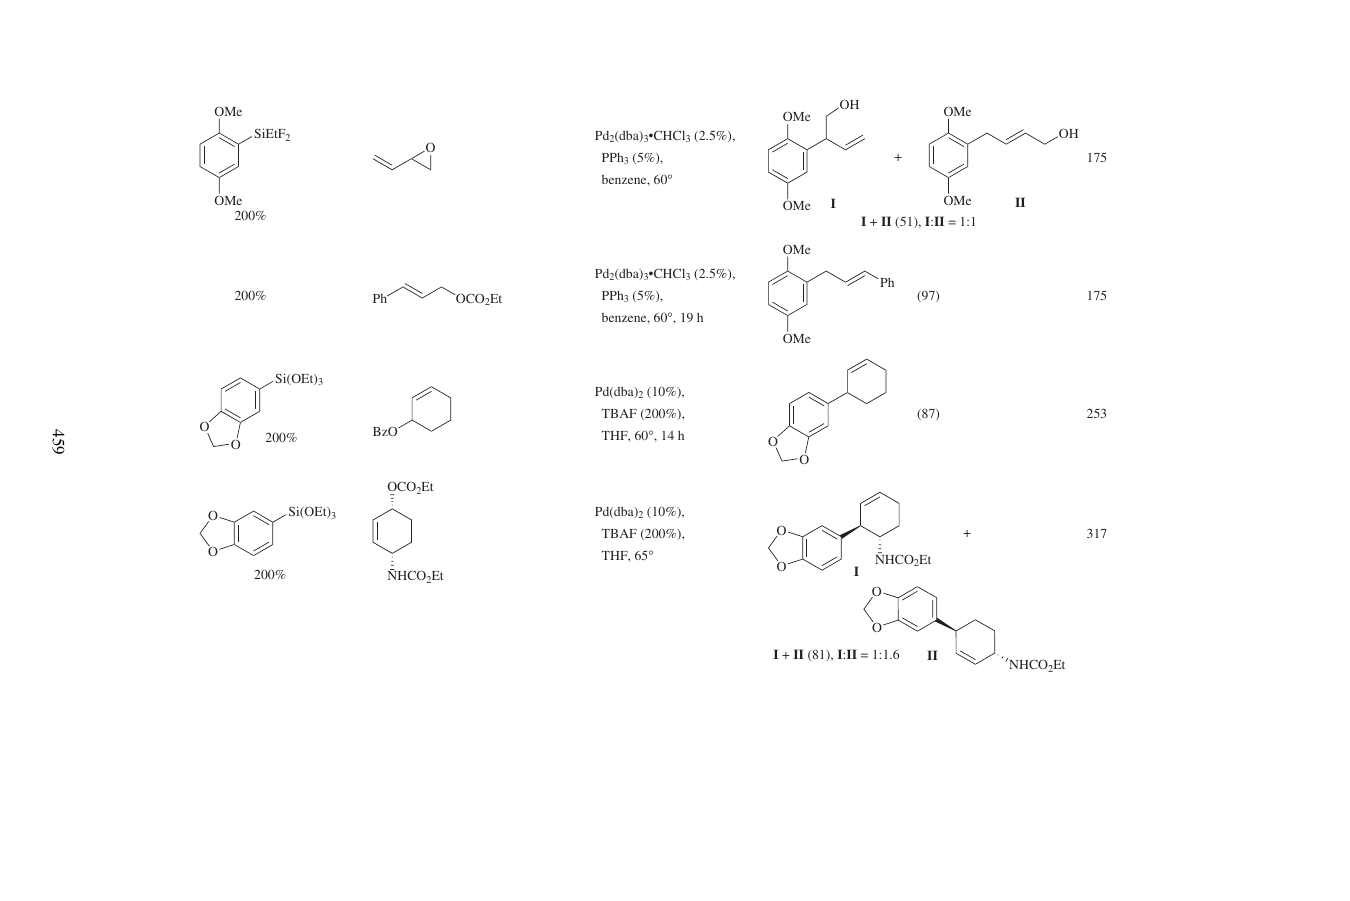 OMe
SiEtF2
OMe
200%
O
Pd2(dba)3•CHCl3 (2.5%),
PPh3 (5%),
benzene, 60°
OH
OMe
OMe
I
+
OMe
OH
OMe
II
I + II (51), I:II = 1:1
175
200%
Ph
OCO2Et
Pd2(dba)3•CHCl3 (2.5%),
PPh3 (5%),
benzene, 60°, 19 h
OMe
Ph
OMe
(97)
175
Si(OEt)3
O
O
200%
BzO
Pd(dba)2 (10%),
TBAF (200%),
THF, 60°, 14 h
O
O
(87)
253
459
O
Si(OEt)3
O
200%
OCO2Et
NHCO2Et
Pd(dba)2 (10%),
TBAF (200%),
THF, 65°
O
O
NHCO2Et
I
+
317
O
O
NHCO2Et
I + II (81), I:II = 1:1.6
II